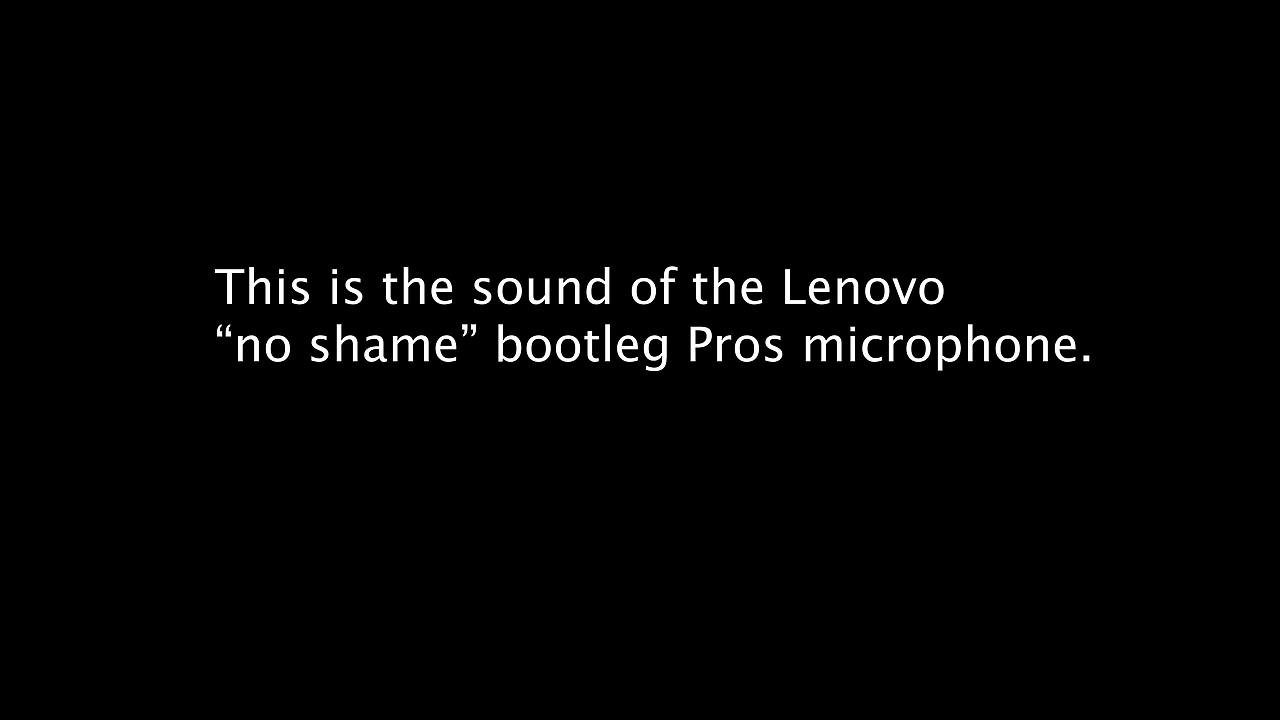 This is the sound of the Lenovo
“no shame” bootleg Pros microphone.